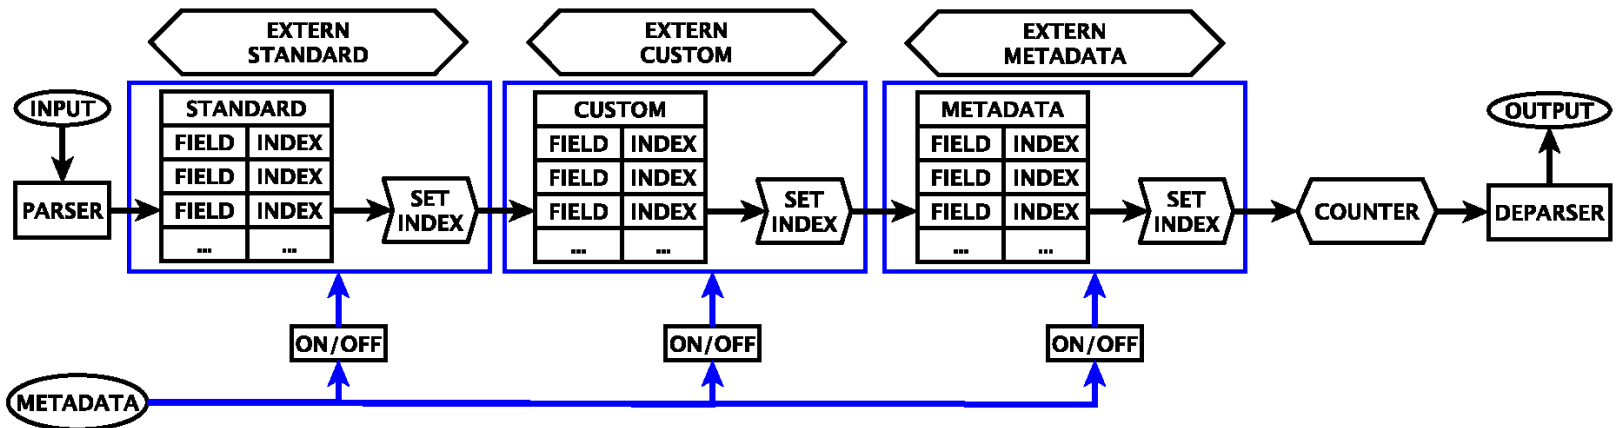 EXTERN
STANDARD
EXTERN
CUSTOM
EXTERN
METADATA
INPUT
STANDARD
FIELD INDEX
FIELD INDEX
FIELD INDEX
... ...
SET
INDEX
CUSTOM
FIELD INDEX
FIELD INDEX
FIELD INDEX
... ...
SET
INDEX
METADATA
FIELD INDEX
FIELD INDEX
FIELD INDEX
... ...
SET
INDEX
OUTPUT
PARSER
COUNTER
DEPARSER
ON/OFF
ON/OFF
ON/OFF
METADATA